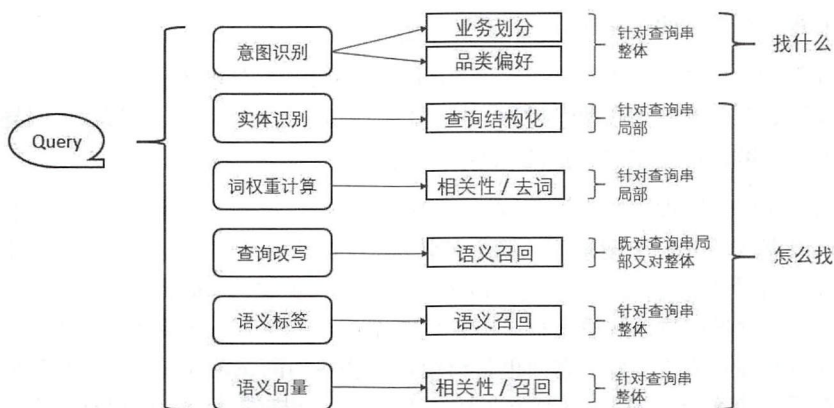 Query
意图识别
业务划分
品类偏好
针对查询串
整体
找什么
实体识别
查询结构化
针对查询串
局部
词权重计算
相关性 / 去词
针对查询串
局部
查询改写
语义召回
既对查询串局
部又对整体
怎么找
语义标签
语义召回
针对查询串
整体
语义向量
相关性 / 召回
针对查询串
整体